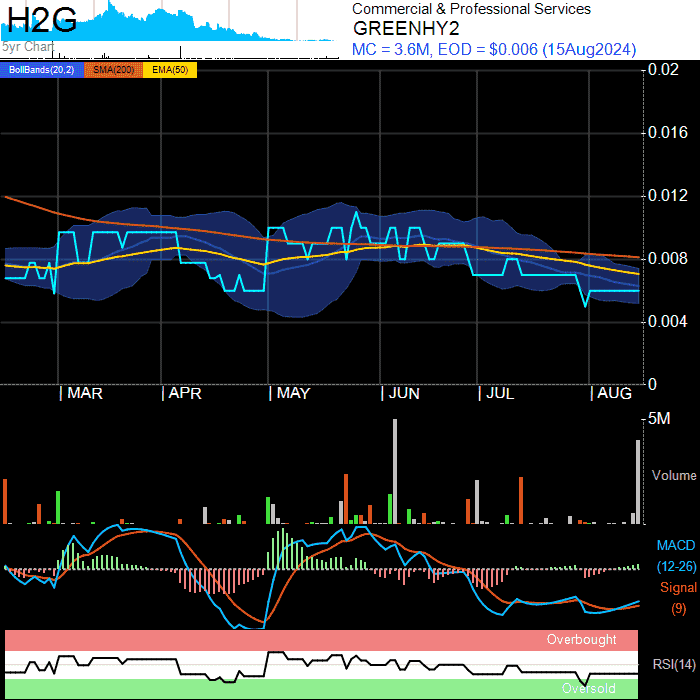 H2G
5yr Chart
Commercial & Professional Services
GREENHY2
MC = 3.6M, EOD = $0.006 (15Aug2024)
BollBands(20,2) SMA(200) EMA(50)
0.02
0.016
0.012
0.008
0.004
0
MAR APR MAY JUN JUL AUG
5M
Volume
MACD
(12-26)
Signal
(9)
Overbought
RSI(14)
Oversold